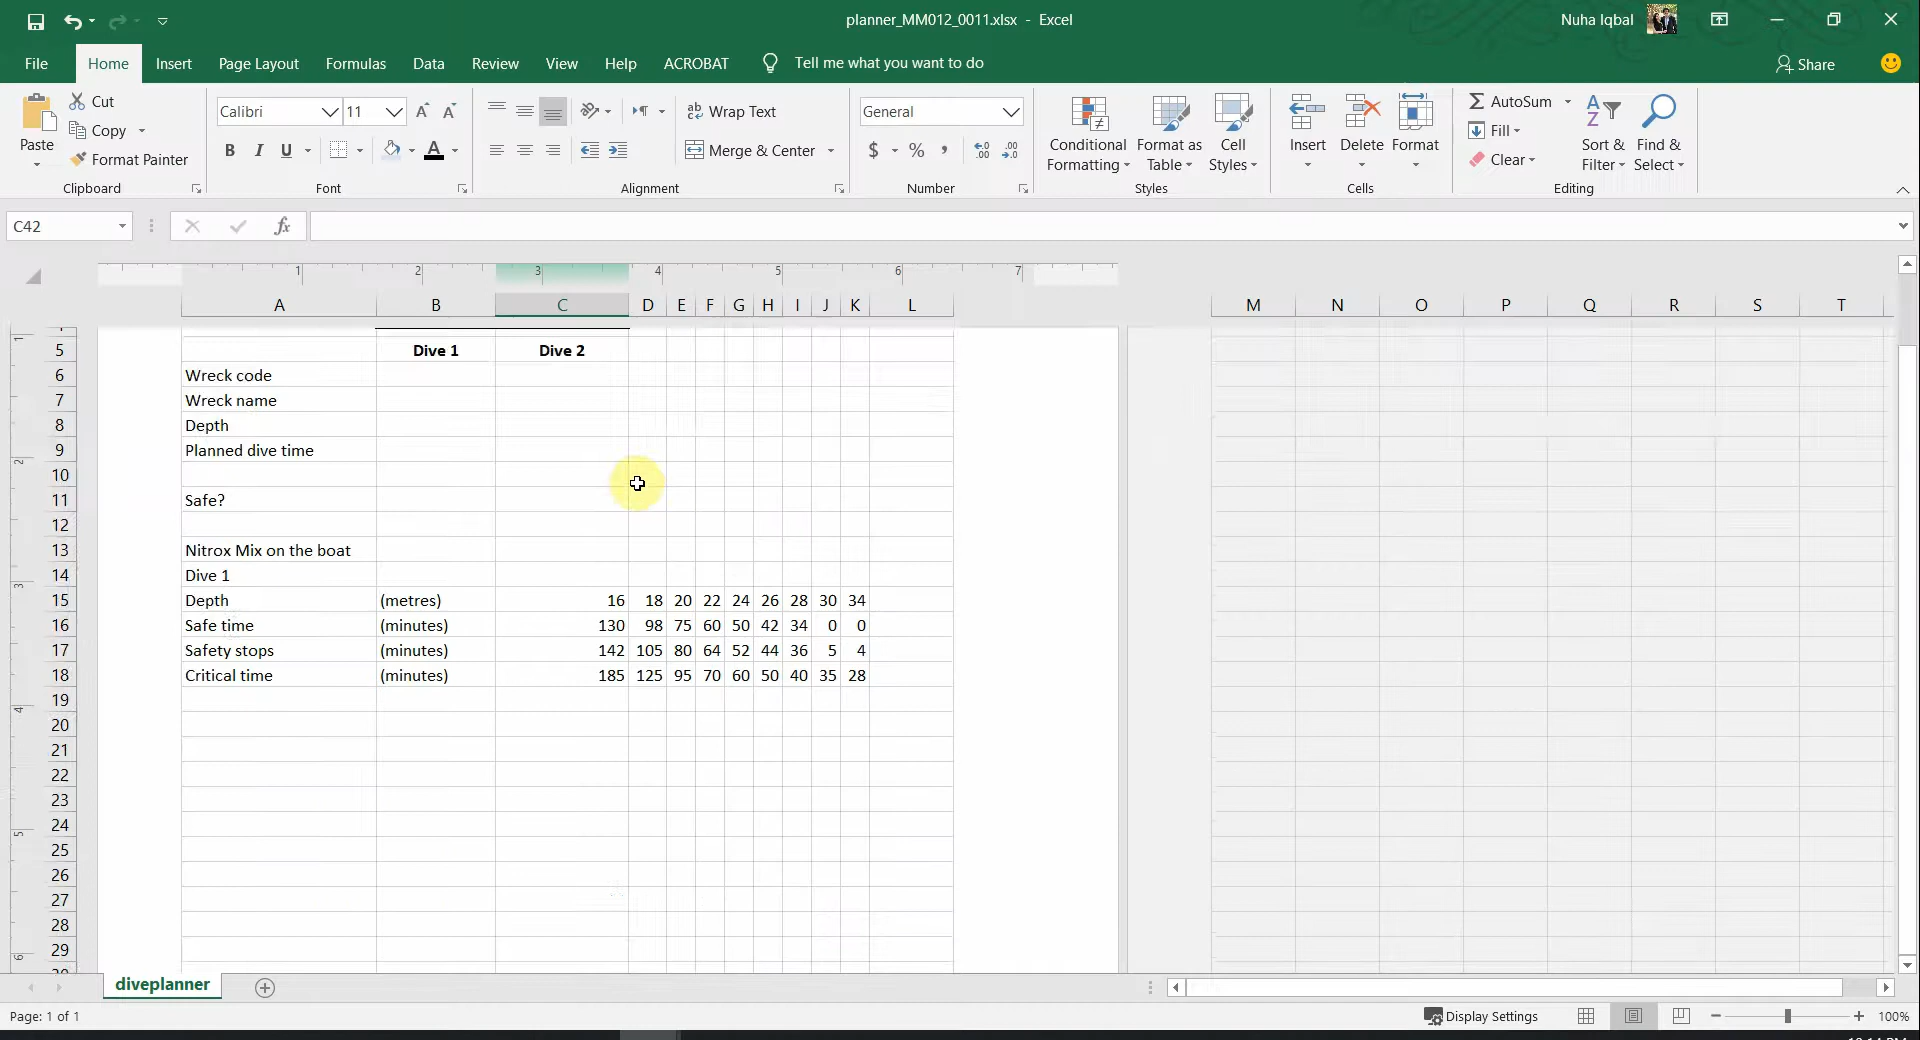 planner_MM012_0011.xlsx - Excel
Nuha Iqbal
File Home Insert Page Layout Formulas Data Review View Help ACROBAT Tell me what you want to do Share
Paste
Cut
Copy
Format Painter
Clipboard
Calibri 11
B I U
Font
Wrap Text
Merge & Center
Alignment
General
$ % ,
Number
Conditional Formatting
Format as Table
Cell Styles
Styles
Insert Delete Format
Cells
AutoSum
Fill
Clear
Sort & Filter
Find & Select
Editing
C42 fx
1 2 3 4 5 6 7
A B C D E F G H I J K L M N O P Q R S T
5 Dive 1 Dive 2
6 Wreck code
7 Wreck name
8 Depth
9 Planned dive time
10
11 Safe?
12
13 Nitrox Mix on the boat
14 Dive 1
15 Depth (metres) 16 18 20 22 24 26 28 30 34
16 Safe time (minutes) 130 98 75 60 50 42 34 0 0
17 Safety stops (minutes) 142 105 80 64 52 44 36 5 4
18 Critical time (minutes) 185 125 95 70 60 50 40 35 28
19
20
21
22
23
24
25
26
27
28
29
diveplanner
Page: 1 of 1 Display Settings 100%